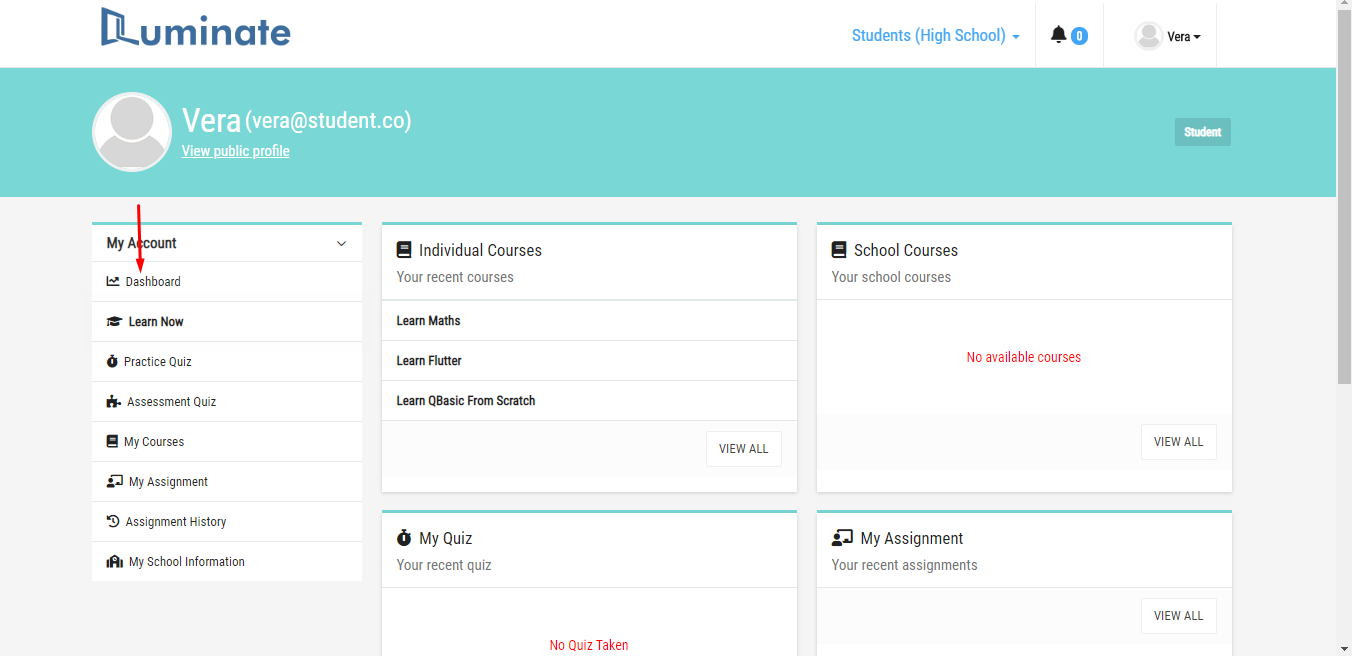 Luminate
Students (High School)
0
Vera
Vera (vera@student.co)
View public profile
Student
My Account
Dashboard
Learn Now
Practice Quiz
Assessment Quiz
My Courses
My Assignment
Assignment History
My School Information
Individual Courses
Your recent courses
Learn Maths
Learn Flutter
Learn QBasic From Scratch
VIEW ALL
School Courses
Your school courses
No available courses
VIEW ALL
My Quiz
Your recent quiz
No Quiz Taken
My Assignment
Your recent assignments
VIEW ALL